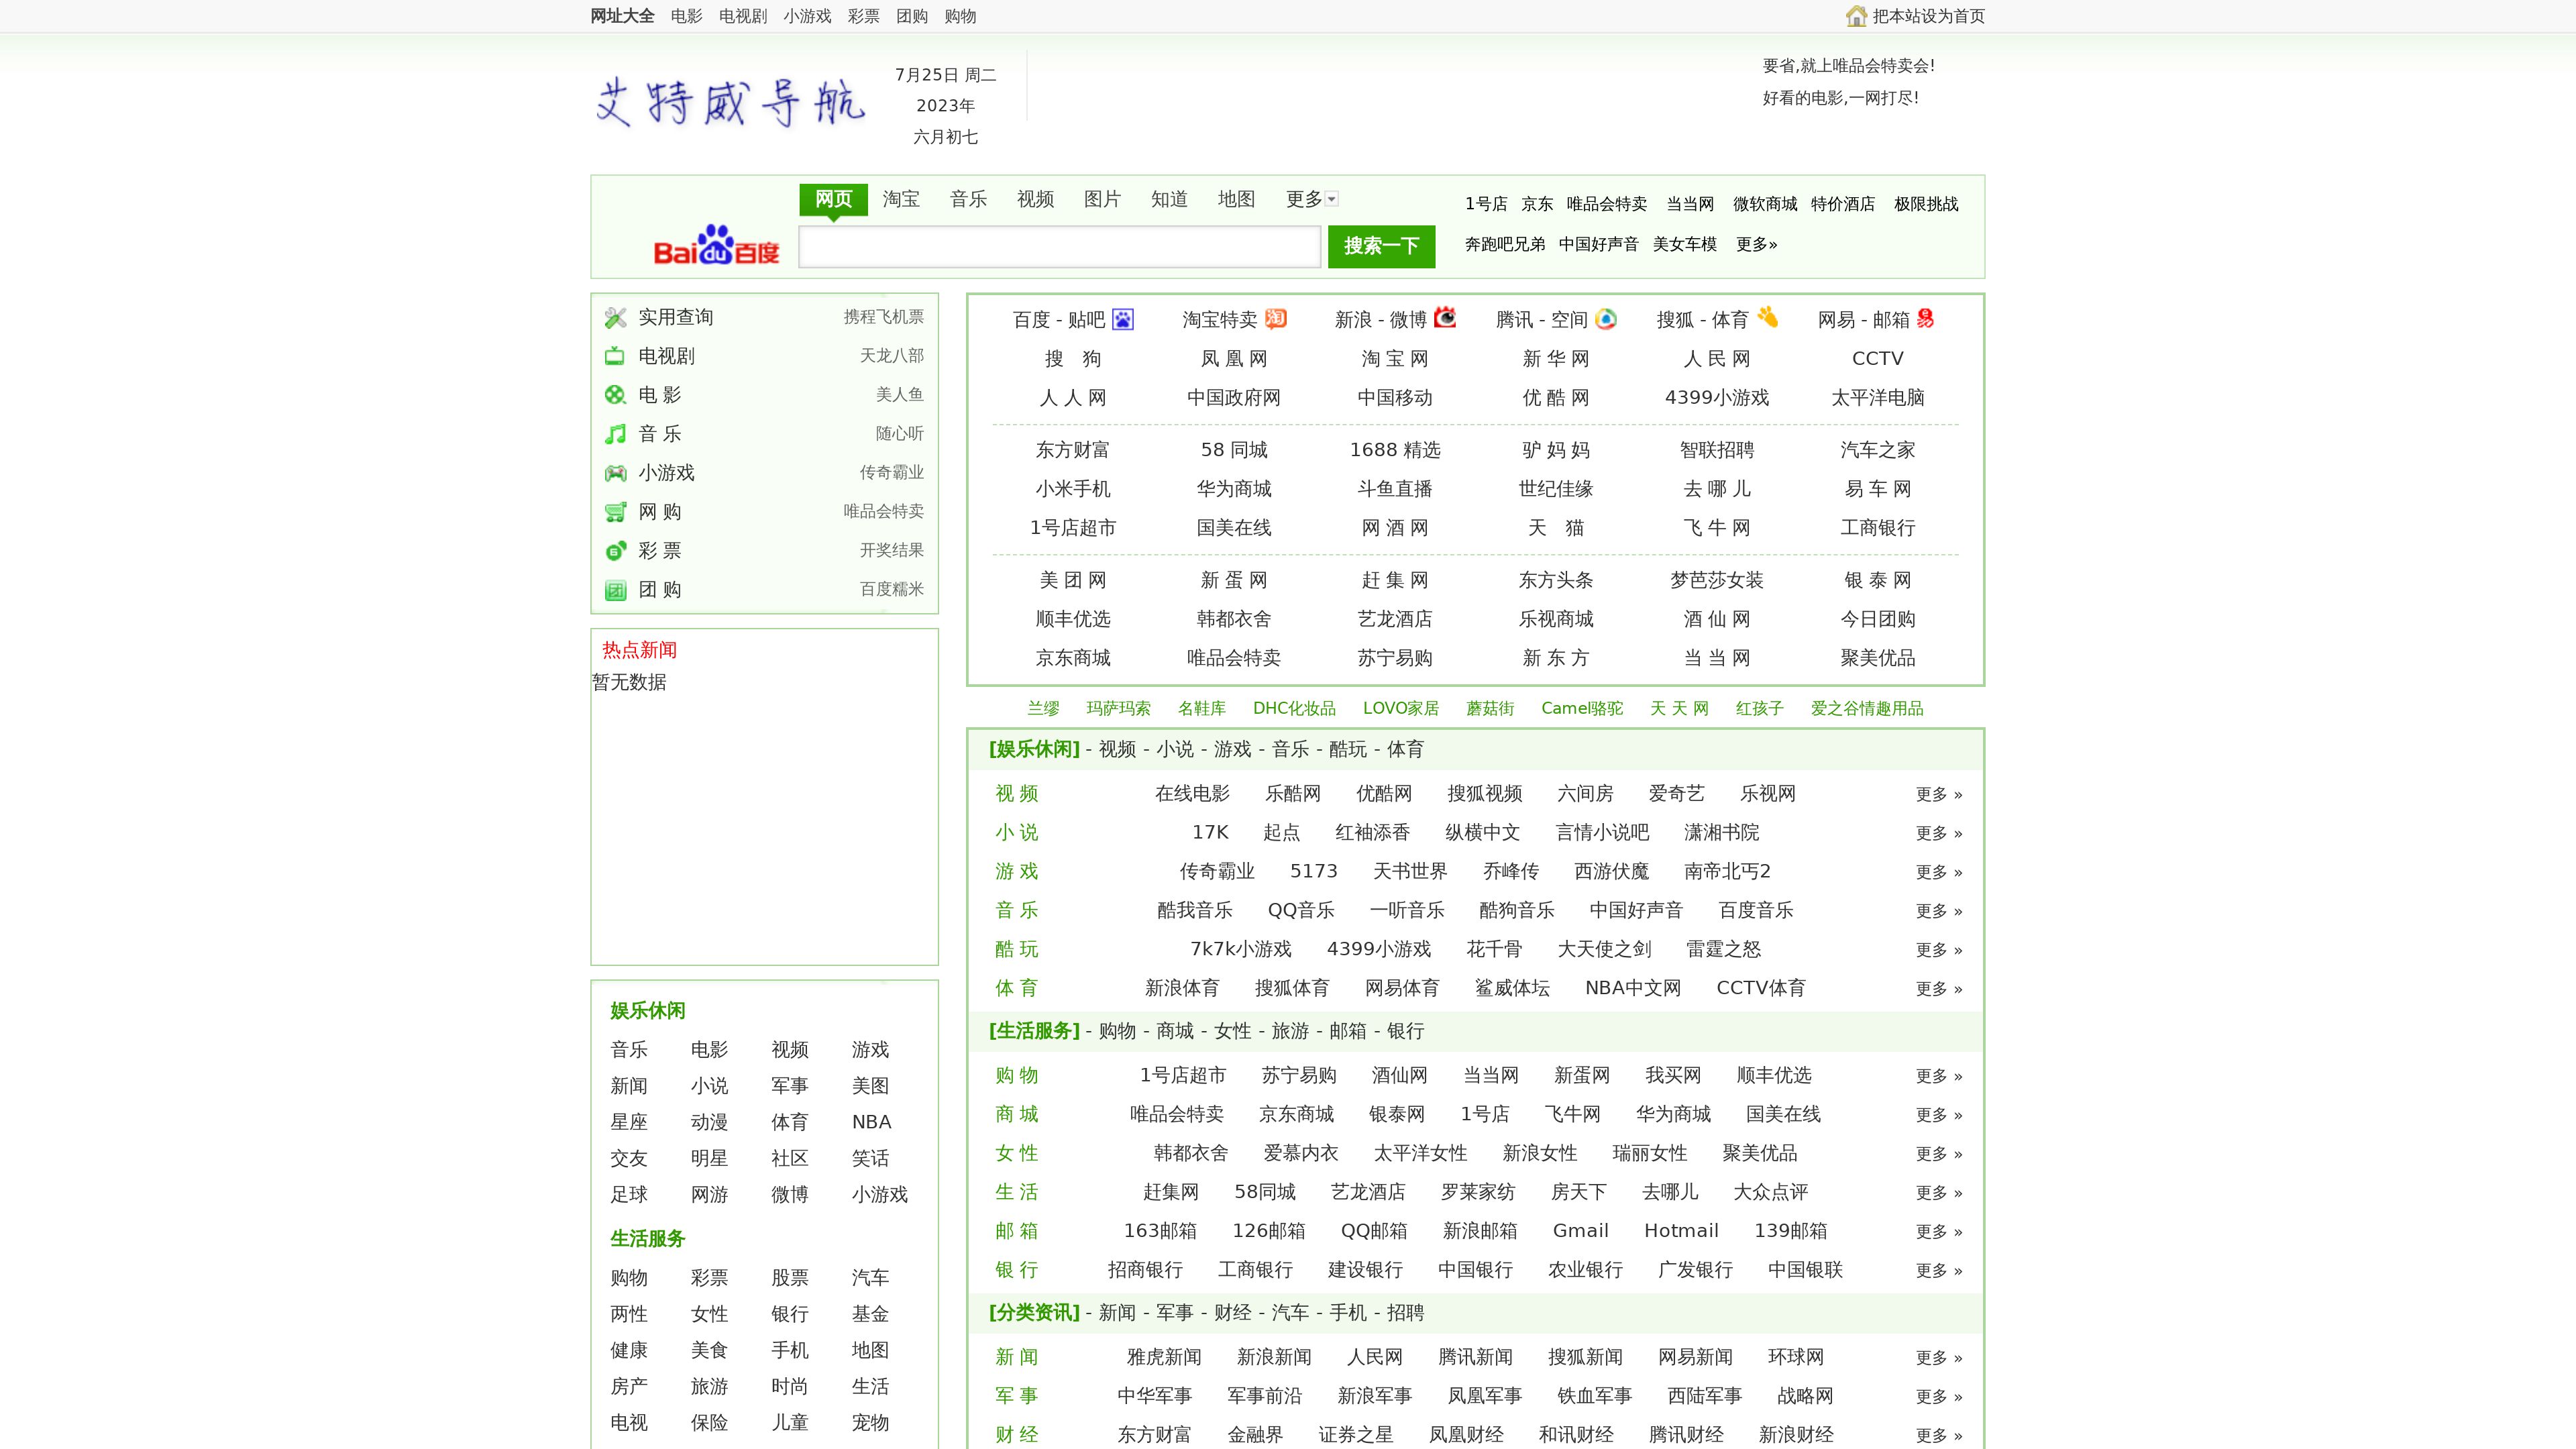 网址大全 电影 电视剧 小游戏 彩票 团购 购物 把本站设为首页
艾特威导航
7月25日 周二
2023年
六月初七
要省,就上唯品会特卖会!
好看的电影,一网打尽!
网页 淘宝 音乐 视频 图片 知道 地图 更多
Bai du 百度 搜索一下
1号店 京东 唯品会特卖 当当网 微软商城 特价酒店 极限挑战
奔跑吧兄弟 中国好声音 美女车模 更多»
实用查询 携程飞机票
电视剧 天龙八部
电 影 美人鱼
音 乐 随心听
小游戏 传奇霸业
网 购 唯品会特卖
彩 票 开奖结果
团 购 百度糯米
热点新闻
暂无数据
娱乐休闲
音乐 电影 视频 游戏
新闻 小说 军事 美图
星座 动漫 体育 NBA
交友 明星 社区 笑话
足球 网游 微博 小游戏
生活服务
购物 彩票 股票 汽车
两性 女性 银行 基金
健康 美食 手机 地图
房产 旅游 时尚 生活
电视 保险 儿童 宠物
百度 - 贴吧 淘宝特卖 新浪 - 微博 腾讯 - 空间 搜狐 - 体育 网易 - 邮箱
搜 狗 凤 凰 网 淘 宝 网 新 华 网 人 民 网 CCTV
人 人 网 中国政府网 中国移动 优 酷 网 4399小游戏 太平洋电脑
东方财富 58 同城 1688 精选 驴 妈 妈 智联招聘 汽车之家
小米手机 华为商城 斗鱼直播 世纪佳缘 去 哪 儿 易 车 网
1号店超市 国美在线 网 酒 网 天 猫 飞 牛 网 工商银行
美 团 网 新 蛋 网 赶 集 网 东方头条 梦芭莎女装 银 泰 网
顺丰优选 韩都衣舍 艺龙酒店 乐视商城 酒 仙 网 今日团购
京东商城 唯品会特卖 苏宁易购 新 东 方 当 当 网 聚美优品
兰缪 玛萨玛索 名鞋库 DHC化妆品 LOVO家居 蘑菇街 Camel骆驼 天 天 网 红孩子 爱之谷情趣用品
[娱乐休闲] - 视频 - 小说 - 游戏 - 音乐 - 酷玩 - 体育
视 频 在线电影 乐酷网 优酷网 搜狐视频 六间房 爱奇艺 乐视网 更多 »
小 说 17K 起点 红袖添香 纵横中文 言情小说吧 潇湘书院 更多 »
游 戏 传奇霸业 5173 天书世界 乔峰传 西游伏魔 南帝北丐2 更多 »
音 乐 酷我音乐 QQ音乐 一听音乐 酷狗音乐 中国好声音 百度音乐 更多 »
酷 玩 7k7k小游戏 4399小游戏 花千骨 大天使之剑 雷霆之怒 更多 »
体 育 新浪体育 搜狐体育 网易体育 鲨威体坛 NBA中文网 CCTV体育 更多 »
[生活服务] - 购物 - 商城 - 女性 - 旅游 - 邮箱 - 银行
购 物 1号店超市 苏宁易购 酒仙网 当当网 新蛋网 我买网 顺丰优选 更多 »
商 城 唯品会特卖 京东商城 银泰网 1号店 飞牛网 华为商城 国美在线 更多 »
女 性 韩都衣舍 爱慕内衣 太平洋女性 新浪女性 瑞丽女性 聚美优品 更多 »
生 活 赶集网 58同城 艺龙酒店 罗莱家纺 房天下 去哪儿 大众点评 更多 »
邮 箱 163邮箱 126邮箱 QQ邮箱 新浪邮箱 Gmail Hotmail 139邮箱 更多 »
银 行 招商银行 工商银行 建设银行 中国银行 农业银行 广发银行 中国银联 更多 »
[分类资讯] - 新闻 - 军事 - 财经 - 汽车 - 手机 - 招聘
新 闻 雅虎新闻 新浪新闻 人民网 腾讯新闻 搜狐新闻 网易新闻 环球网 更多 »
军 事 中华军事 军事前沿 新浪军事 凤凰军事 铁血军事 西陆军事 战略网 更多 »
财 经 东方财富 金融界 证券之星 凤凰财经 和讯财经 腾讯财经 新浪财经 更多 »